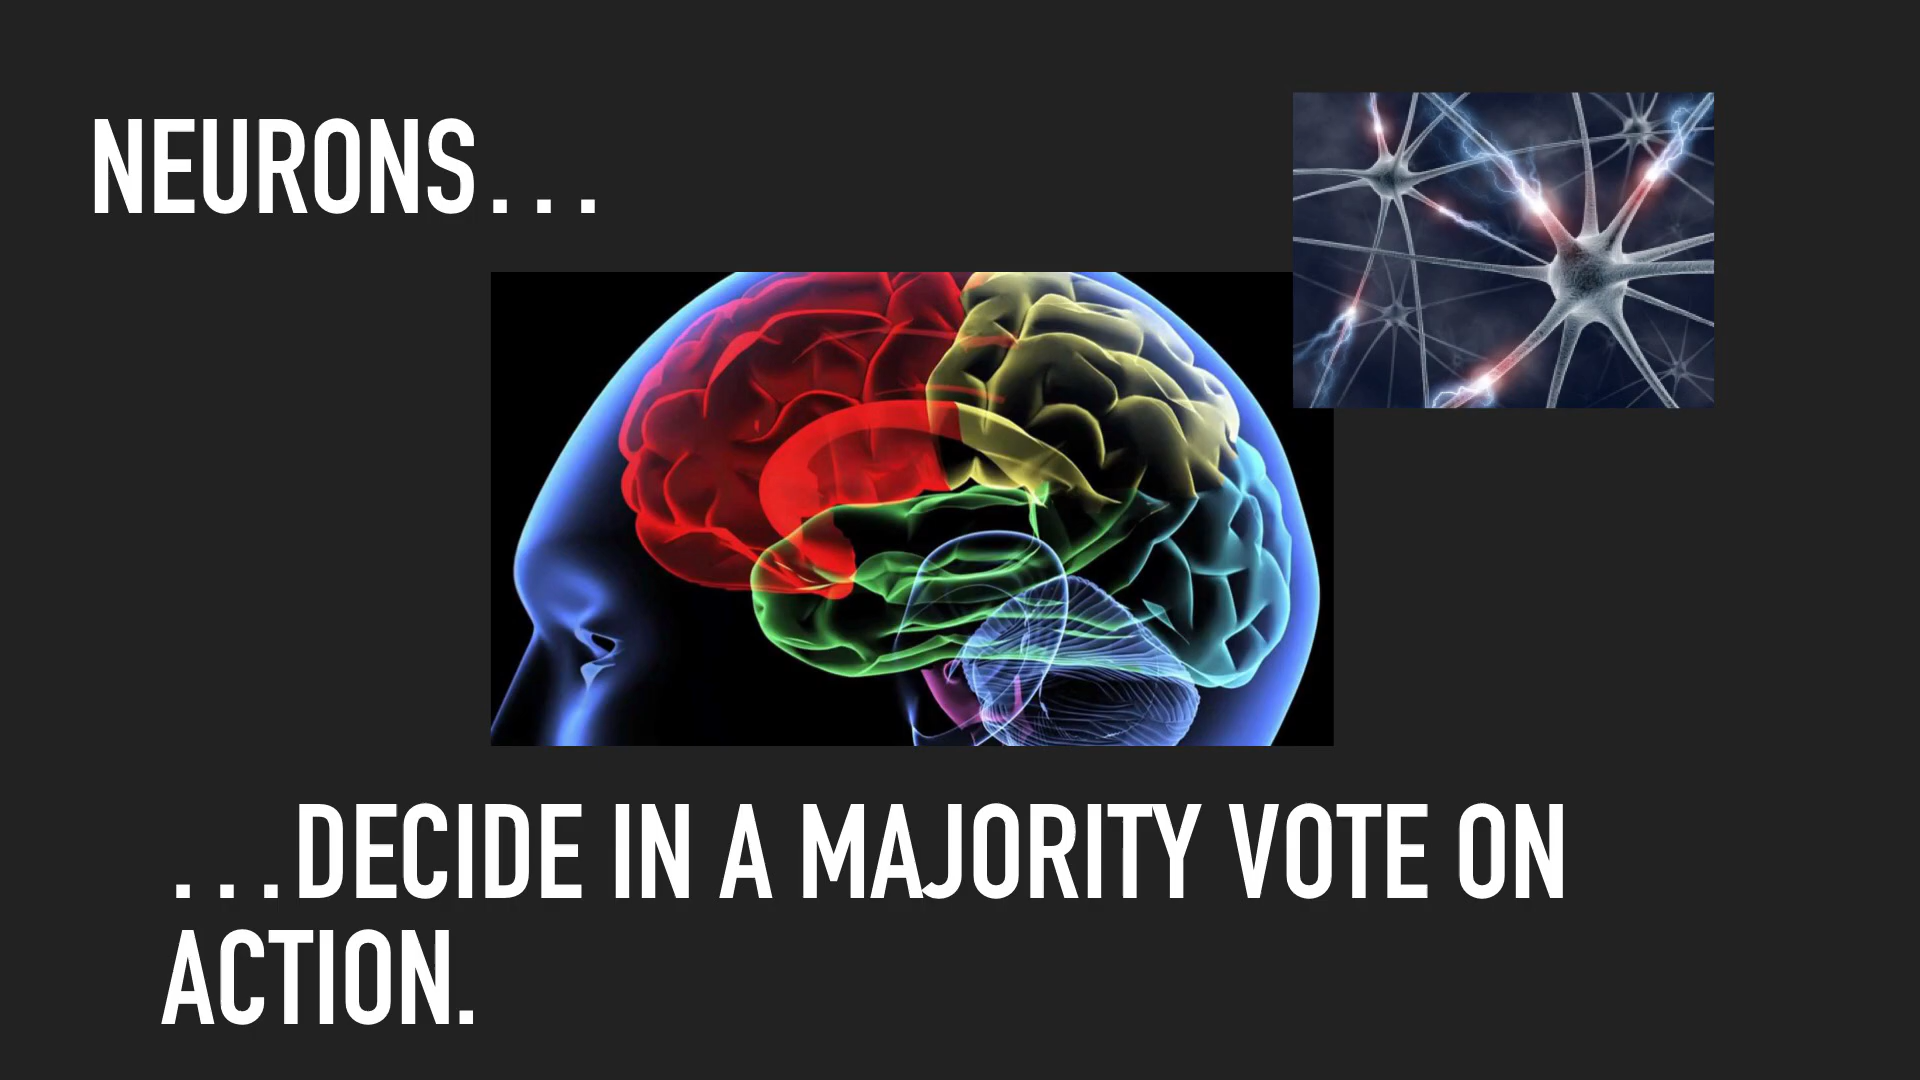 NEURONS...
...DECIDE IN A MAJORITY VOTE ON
ACTION.